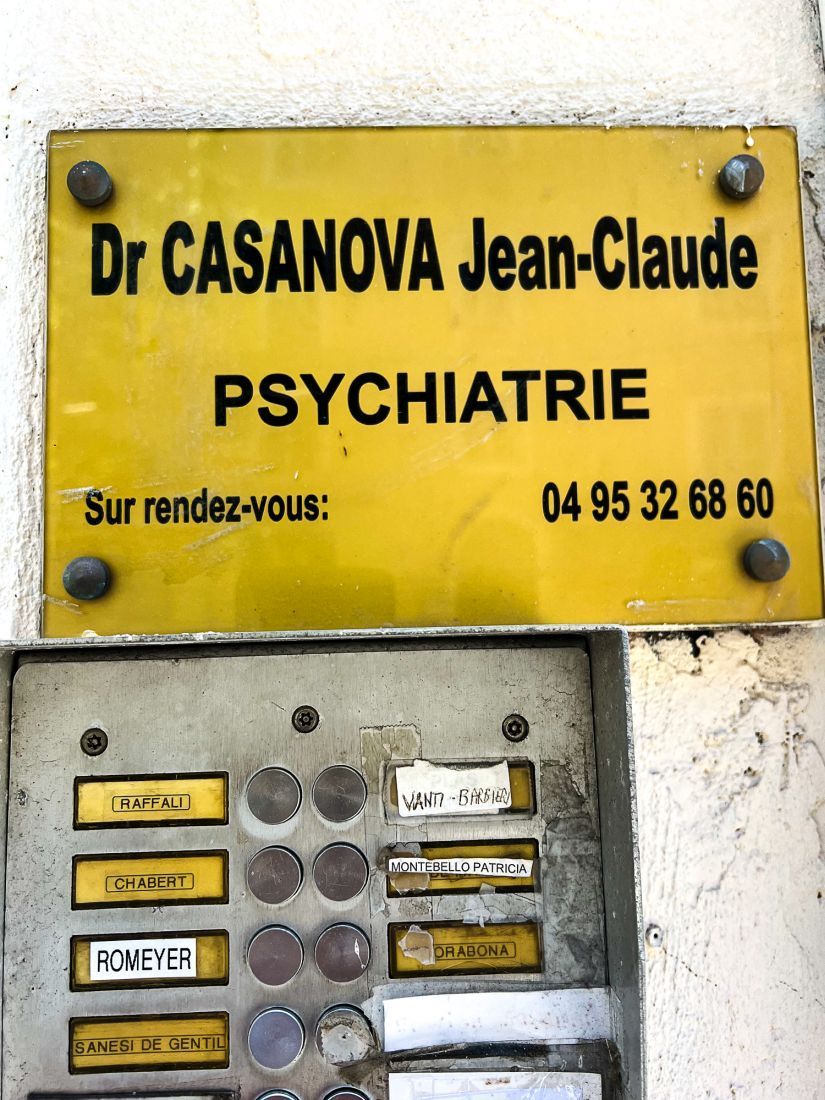 Dr CASANOVA Jean-Claude
PSYCHIATRIE
Sur rendez-vous: 04 95 32 68 60
RAFFALI
VANTI - BARBIERI
CHABERT
MONTEBELLO PATRICIA
ROMEYER
ORABONA
SANESI DE GENTIL